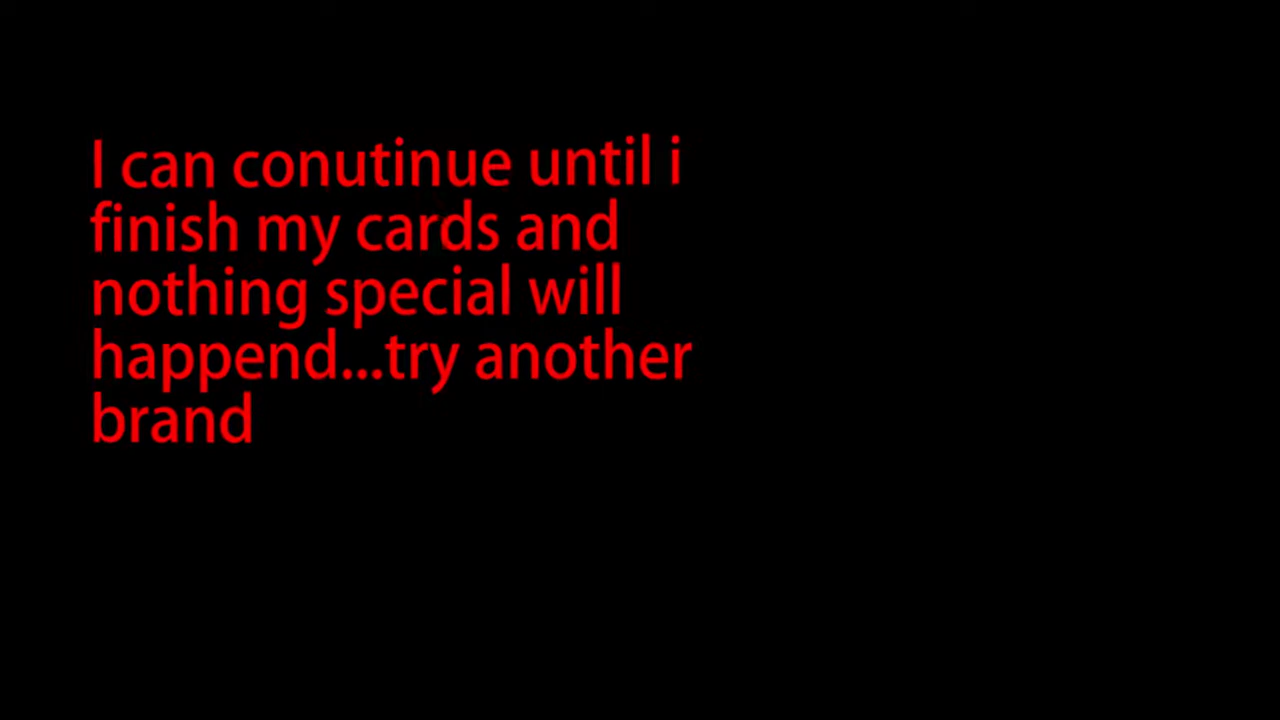 I can conutinue until i
finish my cards and
nothing special will
happend...try another
brand